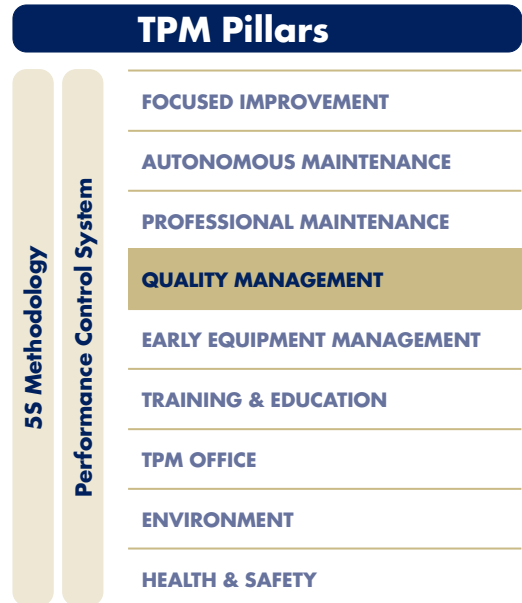 TPM Pillars
5S Methodology
Performance Control System
FOCUSED IMPROVEMENT
AUTONOMOUS MAINTENANCE
PROFESSIONAL MAINTENANCE
QUALITY MANAGEMENT
EARLY EQUIPMENT MANAGEMENT
TRAINING & EDUCATION
TPM OFFICE
ENVIRONMENT
HEALTH & SAFETY